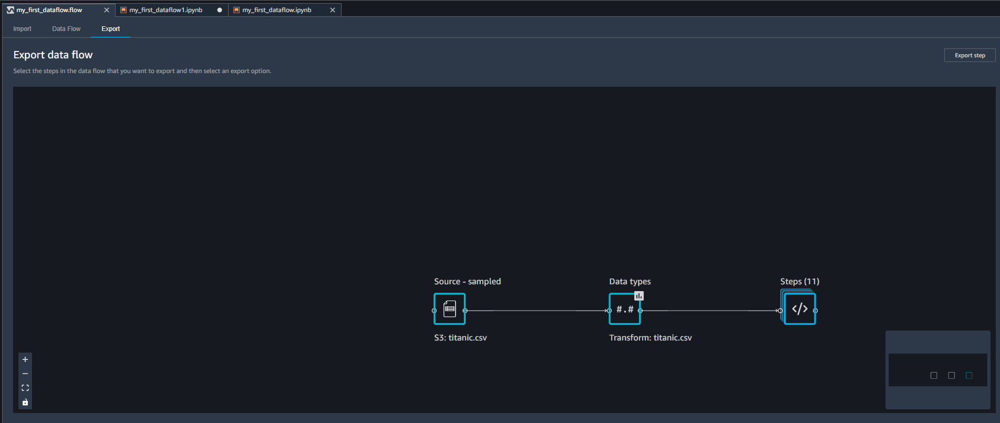 my_first_dataflow.flow
my_first_dataflow1.ipynb
my_first_dataflow.ipynb
Import
Data Flow
Export
Export data flow
Export step
Select the steps in the data flow that you want to export and then select an export option.
Source - sampled
Data types
Steps (11)
#.#
</>
S3: titanic.csv
Transform: titanic.csv